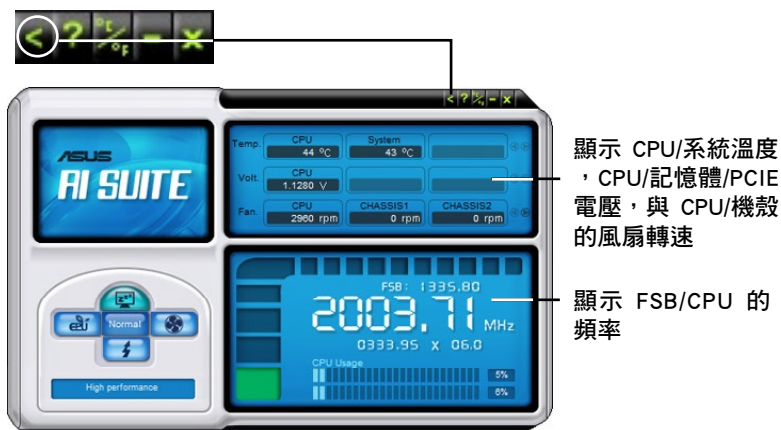 < ? °C/°F - x
< ? °C/°F - x
ASUS
AI SUITE
Temp. CPU 44 ºC System 43 ºC
Volt. CPU 1.1280 V
Fan. CPU 2960 rpm CHASSIS1 0 rpm CHASSIS2 0 rpm
顯示 CPU/系統溫度
，CPU/記憶體/PCIE
電壓，與 CPU/機殼
的風扇轉速
FSB: 1335.80
2003.71 MHz
0333.95 x 06.0
顯示 FSB/CPU 的
頻率
CPU Usage
5%
6%
Normal
High performance